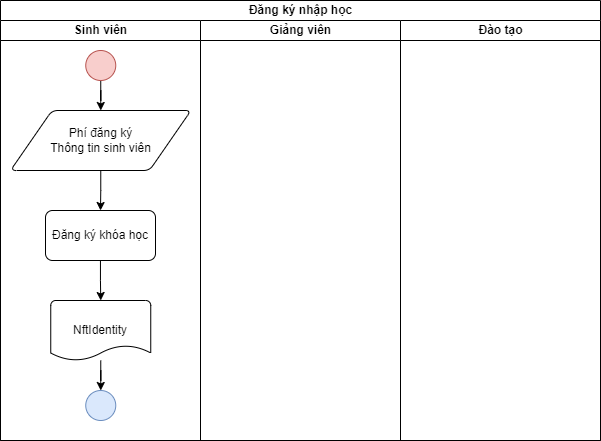 Đăng ký nhập học
Sinh viên
Giảng viên
Đào tạo
Phí đăng ký
Thông tin sinh viên
Đăng ký khóa học
NftIdentity